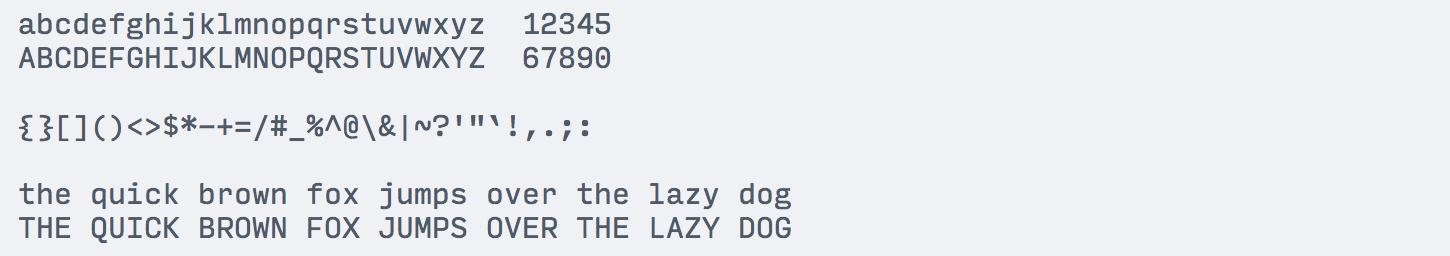 abcdefghijklmnopqrstuvwxyz  12345
ABCDEFGHIJKLMNOPQRSTUVWXYZ  67890
{}[]()<>$*-+=/#_%^@\&|~?'"`!,.;:
the quick brown fox jumps over the lazy dog
THE QUICK BROWN FOX JUMPS OVER THE LAZY DOG